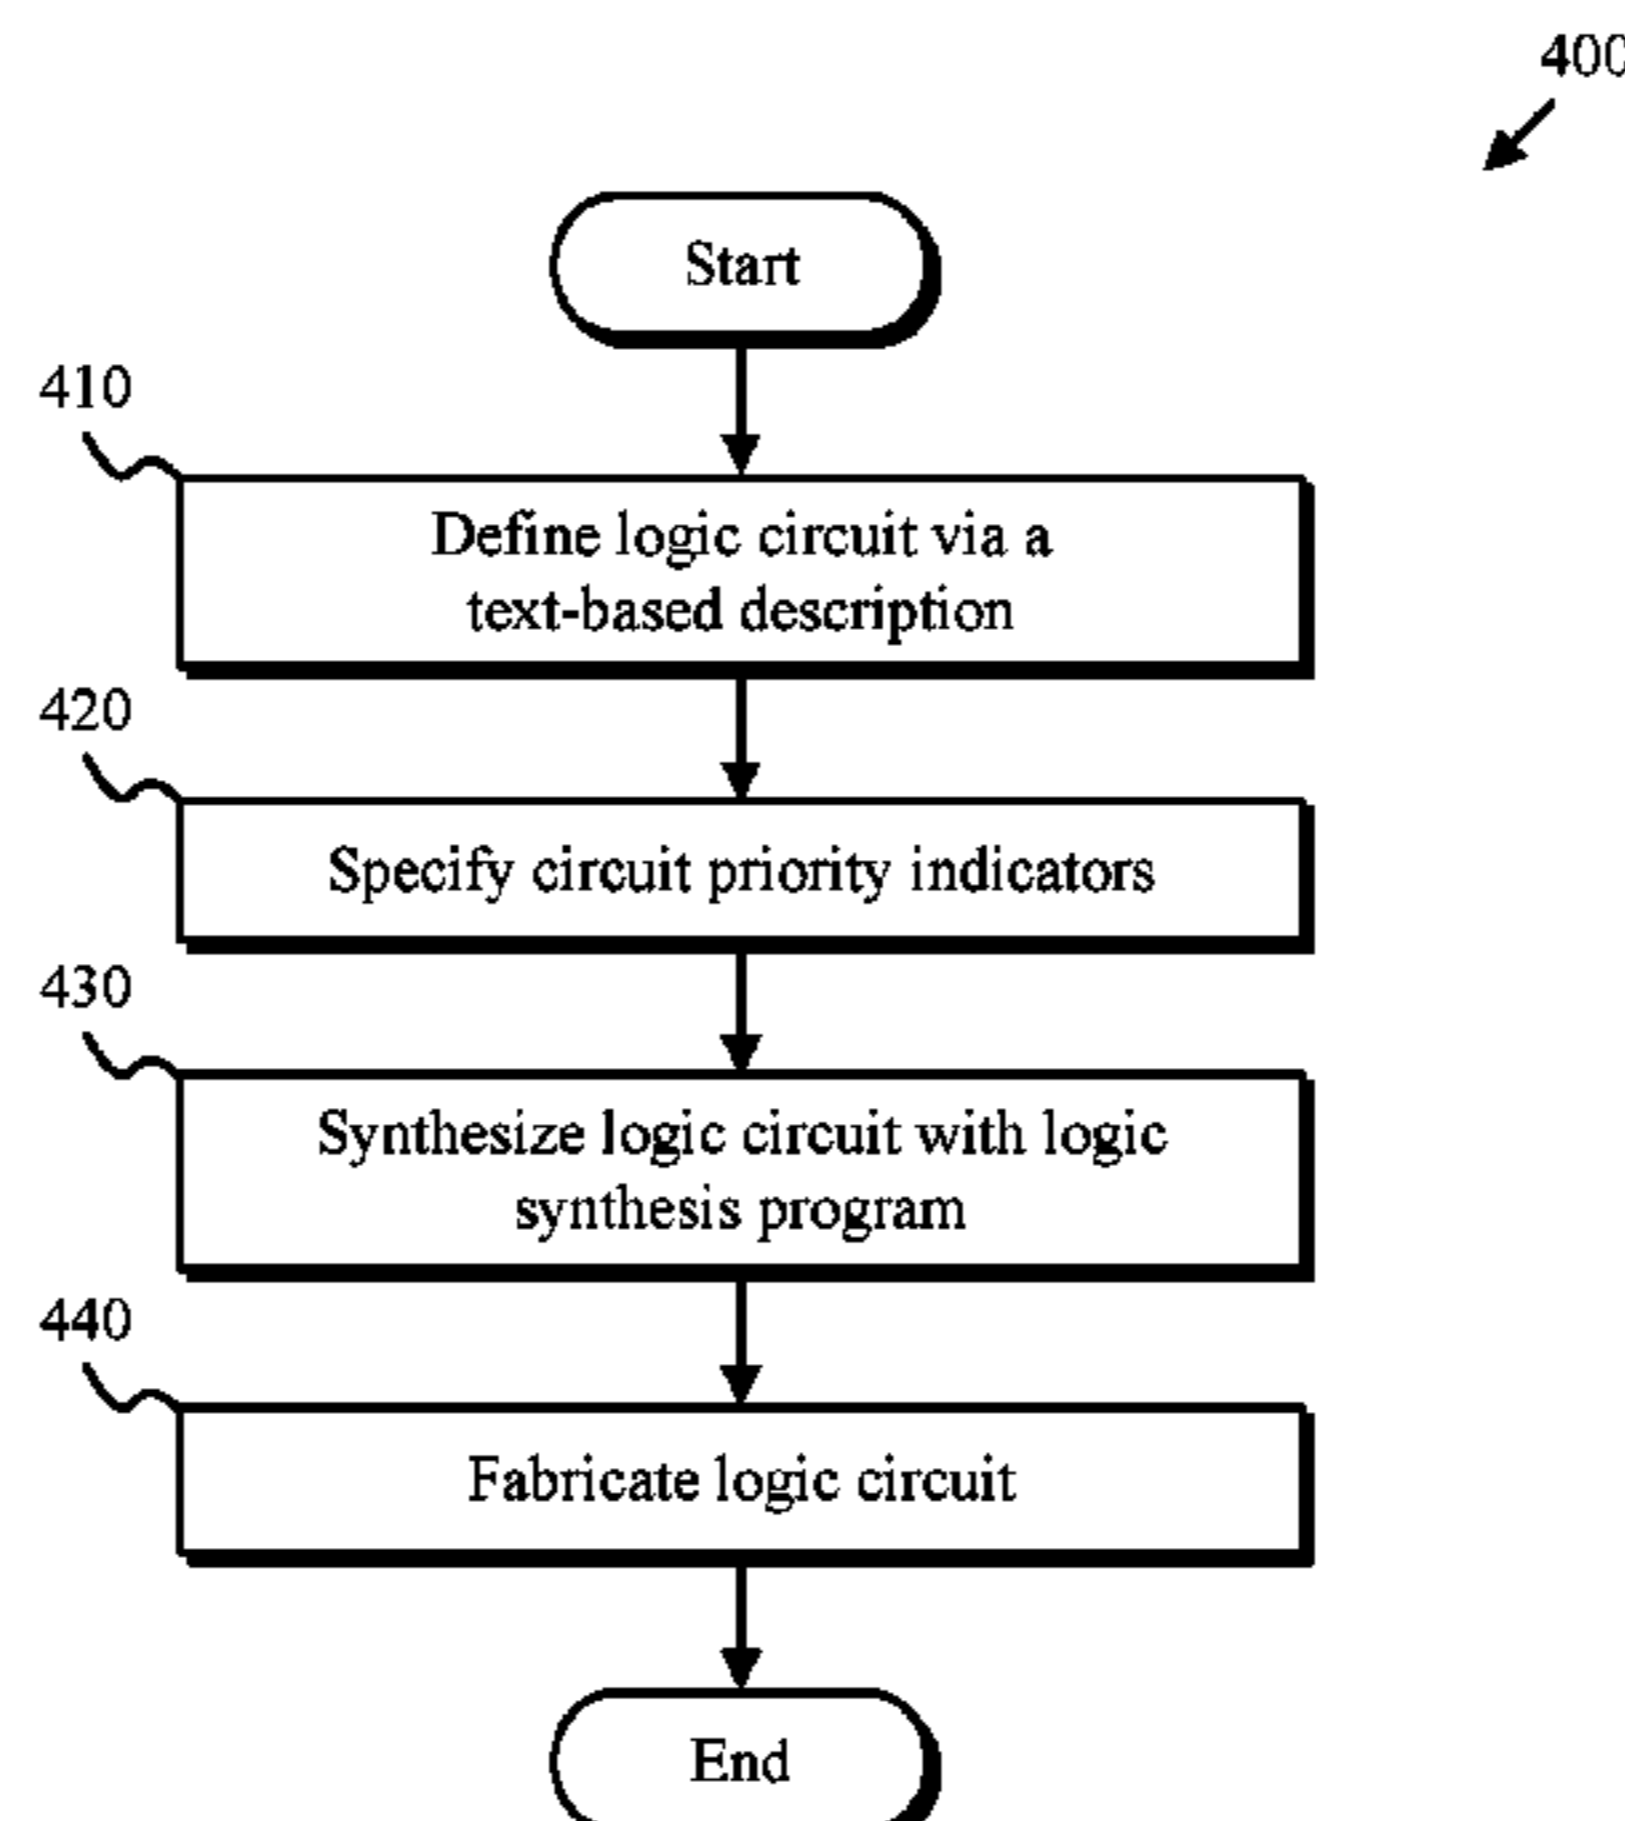 400
Start
410
Define logic circuit via a
text-based description
420
Specify circuit priority indicators
430
Synthesize logic circuit with logic
synthesis program
440
Fabricate logic circuit
End